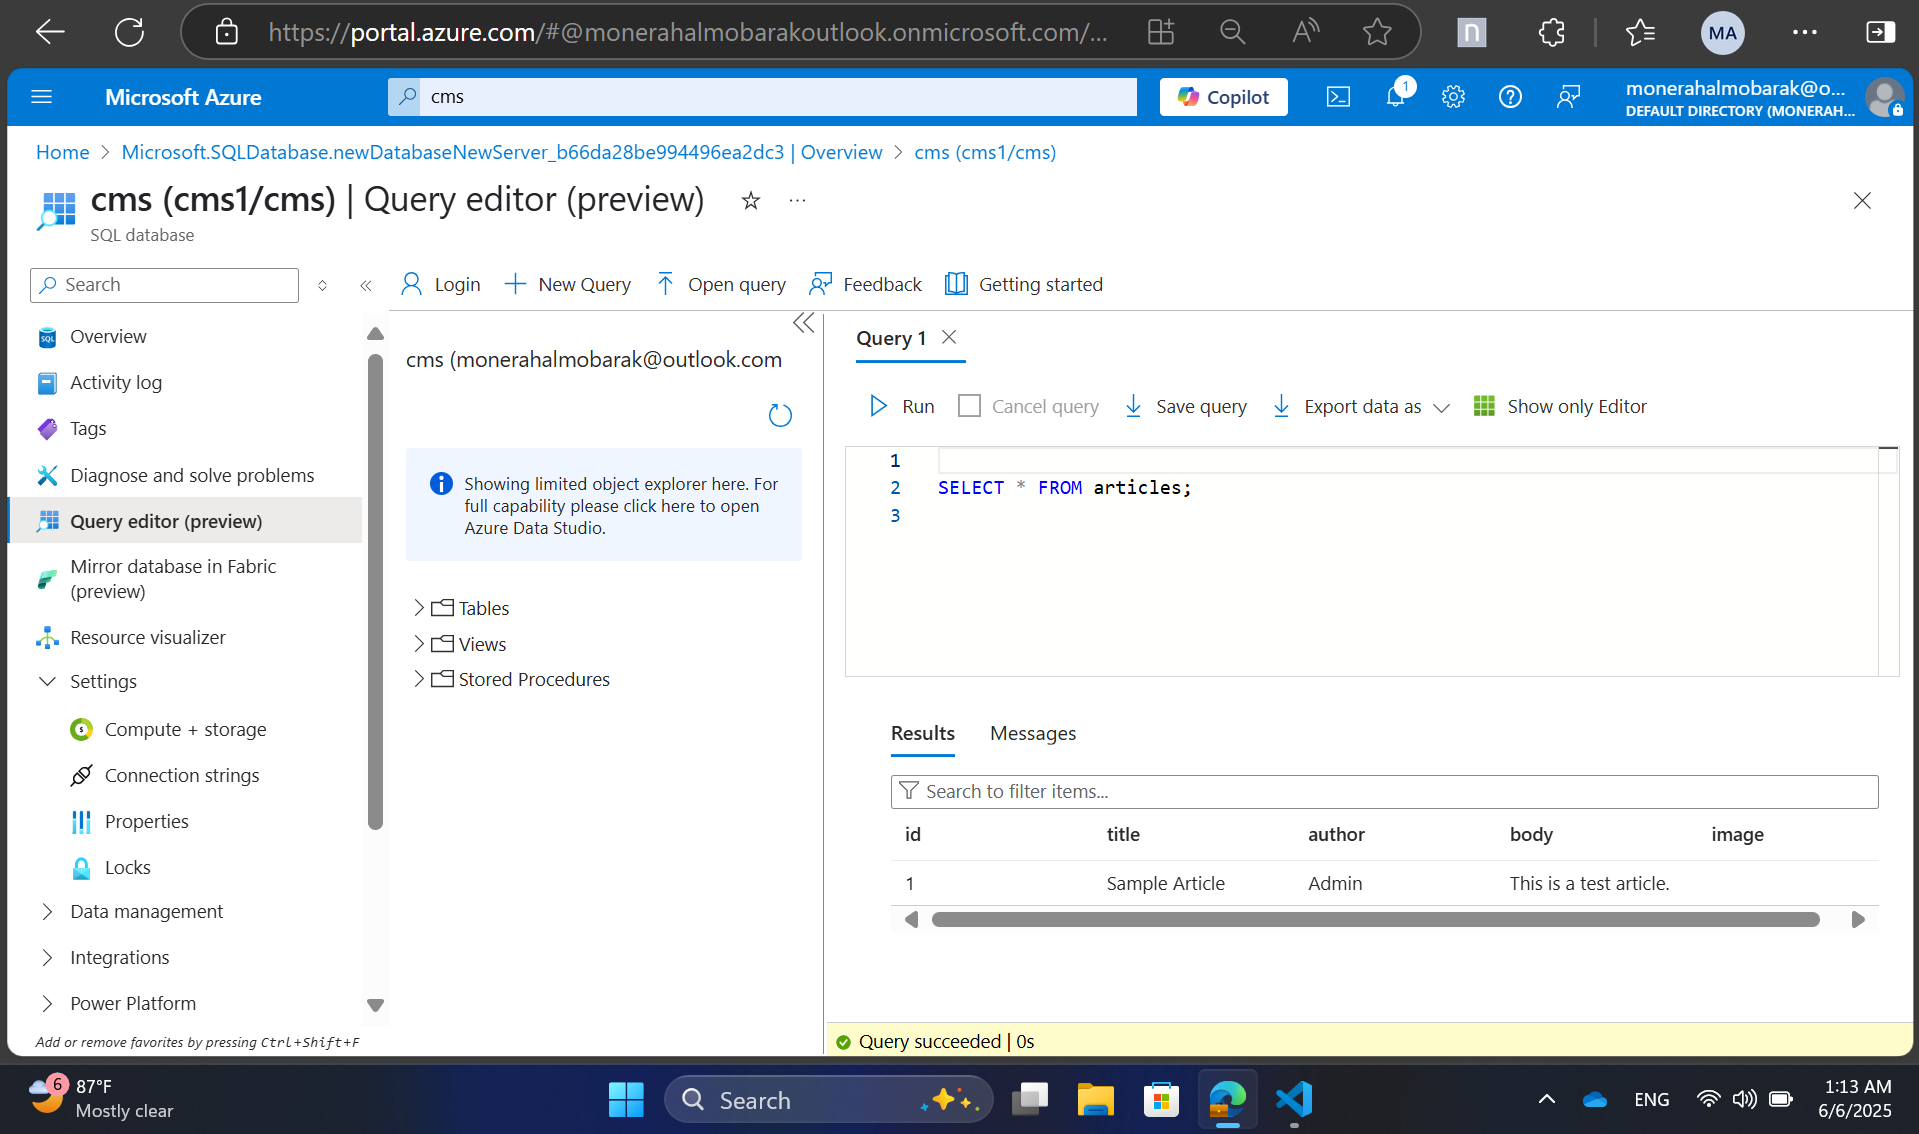 https://portal.azure.com/#@monerahalmobarakoutlook.onmicrosoft.com/...
MA
Microsoft Azure
cms
Copilot
1
monerahalmobarak@o...
DEFAULT DIRECTORY (MONERAH...
Home > Microsoft.SQLDatabase.newDatabaseNewServer_b66da28be994496ea2dc3 | Overview > cms (cms1/cms)
cms (cms1/cms) | Query editor (preview)
SQL database
Search
Login
New Query
Open query
Feedback
Getting started
Overview
Activity log
Tags
Diagnose and solve problems
Query editor (preview)
Mirror database in Fabric
(preview)
Resource visualizer
Settings
Compute + storage
Connection strings
Properties
Locks
Data management
Integrations
Power Platform
Add or remove favorites by pressing Ctrl+Shift+F
cms (monerahalmobarak@outlook.com
Showing limited object explorer here. For
full capability please click here to open
Azure Data Studio.
Tables
Views
Stored Procedures
Query 1
Run
Cancel query
Save query
Export data as
Show only Editor
1
2 SELECT * FROM articles;
3
Results
Messages
Search to filter items...
id title author body image
1 Sample Article Admin This is a test article.
Query succeeded | 0s
6
87°F
Mostly clear
Search
ENG
1:13 AM
6/6/2025